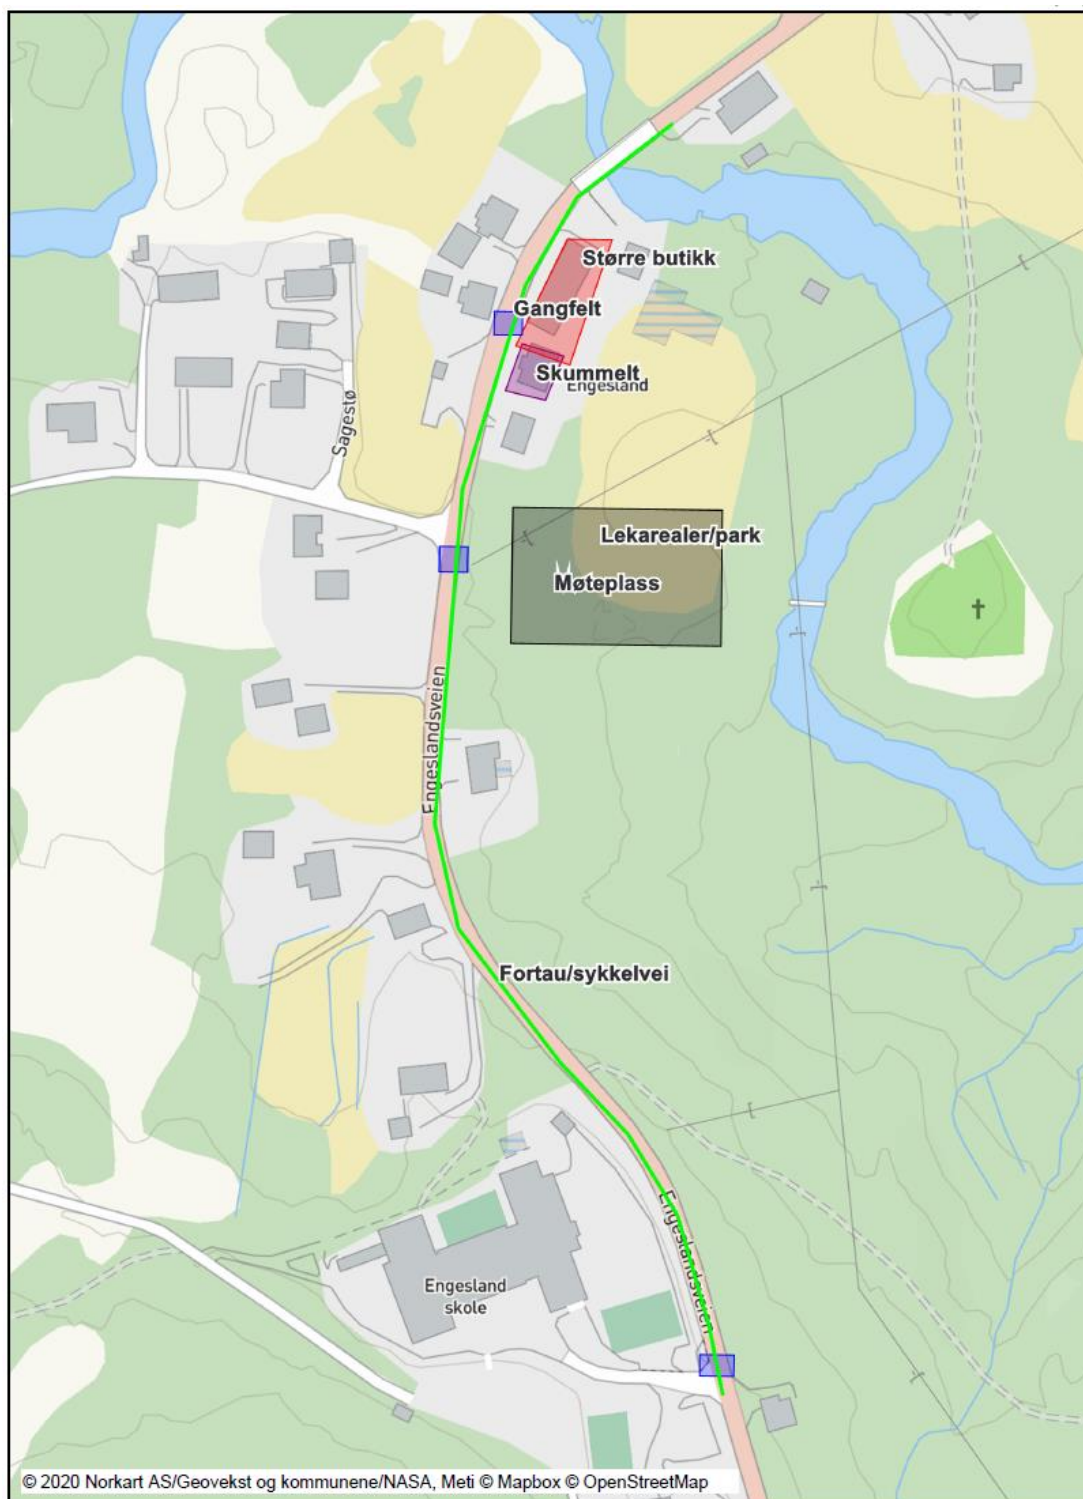 Større butikk
Gangfelt
Skummelt
Engesland
Sagestø
Lekarealer/park
Møteplass
Engeslandsveien
Fortau/sykkelvei
Engeslandsveien
Engesland
skole
© 2020 Norkart AS/Geovekst og kommunene/NASA, Meti © Mapbox © OpenStreetMap